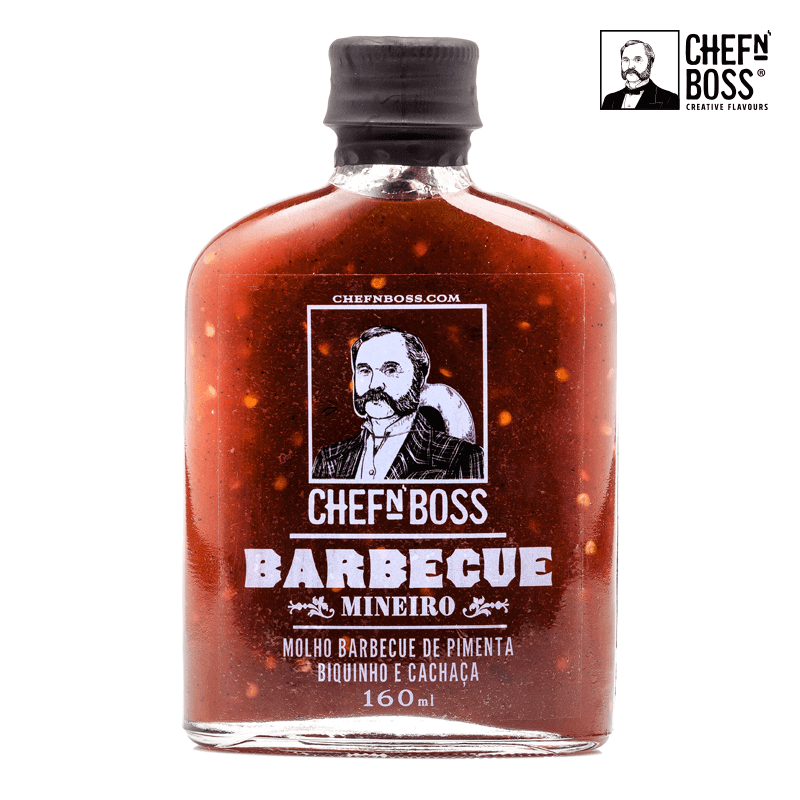 CHEFN'
BOSS®
CREATIVE FLAVOURS
CHEFNBOSS.COM
CHEFN'BOSS
BARBECUE
MINEIRO
MOLHO BARBECUE DE PIMENTA
BIQUINHO E CACHAÇA
160ml